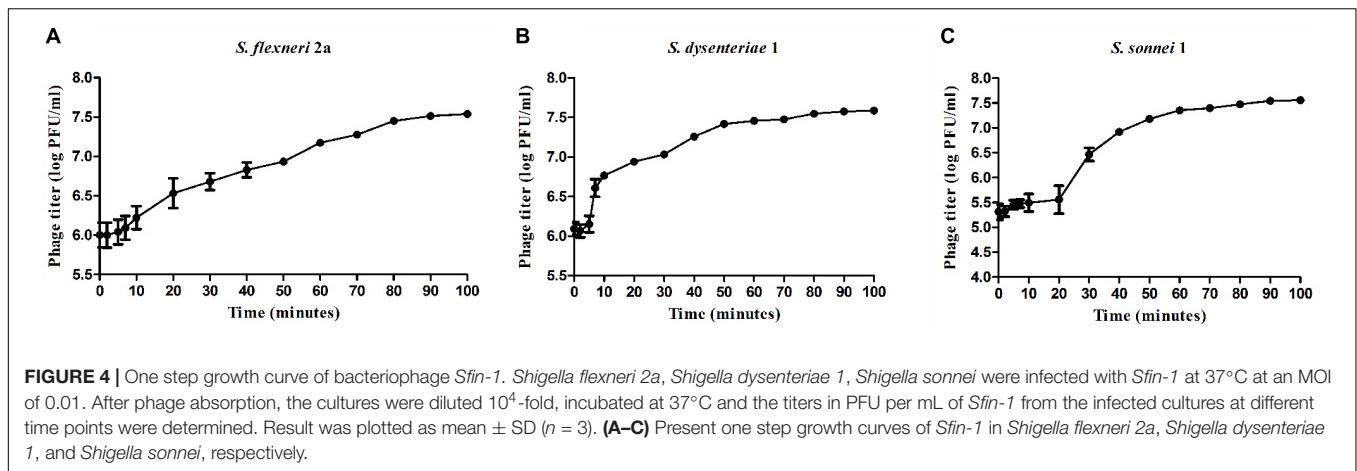 A
S. flexneri 2a
8.0
7.5
7.0
6.5
6.0
5.5
Phage titer (log PFU/ml)
0 10 20 30 40 50 60 70 80 90 100
Time (minutes)
B
S. dysenteriae 1
8.0
7.5
7.0
6.5
6.0
5.5
Phage titer (log PFU/ml)
0 10 20 30 40 50 60 70 80 90 100
Time (minutes)
C
S. sonnei 1
8.0
7.5
7.0
6.5
6.0
5.5
5.0
4.5
4.0
Phage titer (log PFU/ml)
0 10 20 30 40 50 60 70 80 90 100
Time (minutes)
FIGURE 4 | One step growth curve of bacteriophage Sfin-1. Shigella flexneri 2a, Shigella dysenteriae 1, Shigella sonnei were infected with Sfin-1 at 37°C at an MOI
of 0.01. After phage absorption, the cultures were diluted 10⁴-fold, incubated at 37°C and the titers in PFU per mL of Sfin-1 from the infected cultures at different
time points were determined. Result was plotted as mean ± SD (n = 3). (A–C) Present one step growth curves of Sfin-1 in Shigella flexneri 2a, Shigella dysenteriae
1, and Shigella sonnei, respectively.